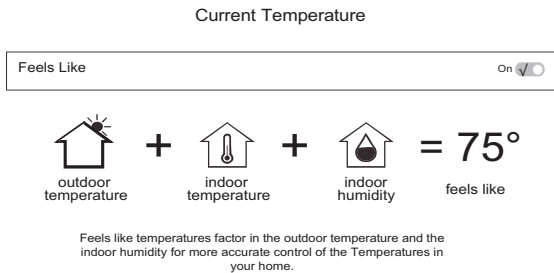 Current Temperature
Feels Like
On
+ + = 75°
outdoor
temperature
indoor
temperature
indoor
humidity
feels like
Feels like temperatures factor in the outdoor temperature and the
indoor humidity for more accurate control of the Temperatures in
your home.